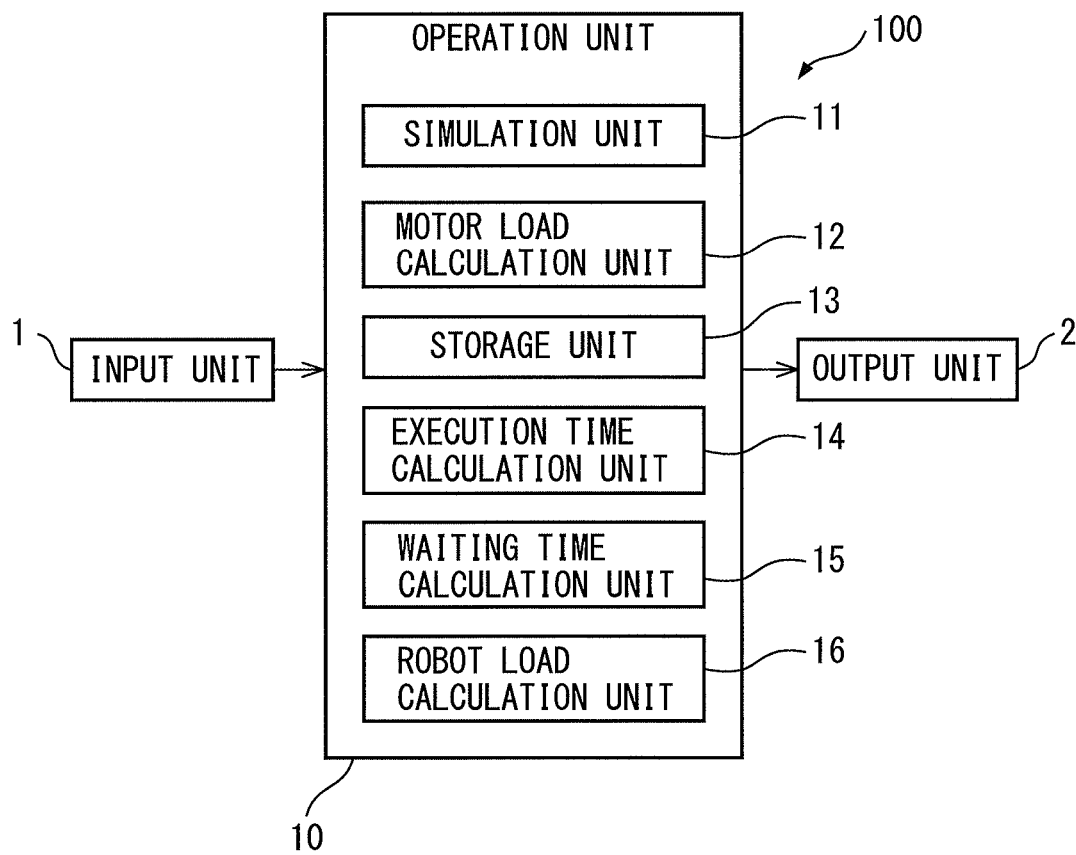 OPERATION UNIT
100
SIMULATION UNIT
11
MOTOR LOAD
CALCULATION UNIT
12
STORAGE UNIT
13
1
INPUT UNIT
2
OUTPUT UNIT
EXECUTION TIME
CALCULATION UNIT
14
WAITING TIME
CALCULATION UNIT
15
ROBOT LOAD
CALCULATION UNIT
16
10